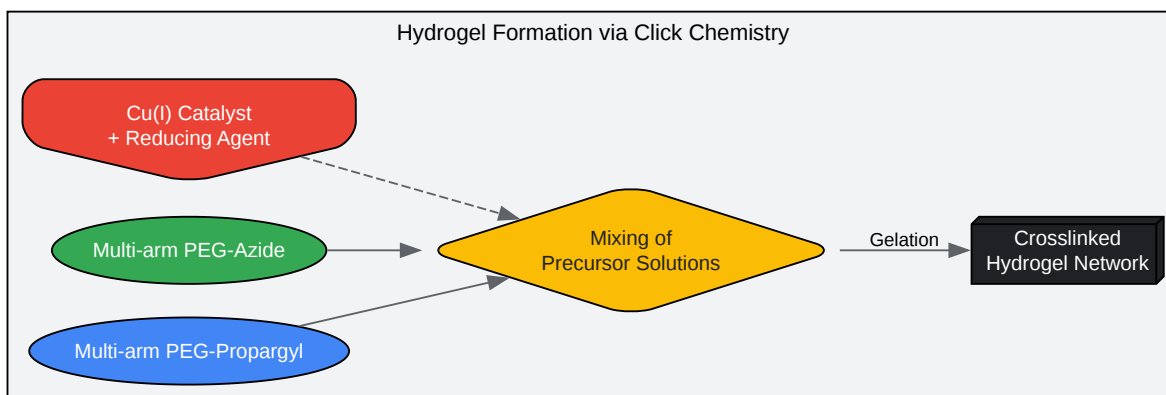 Hydrogel Formation via Click Chemistry
Cu(I) Catalyst
+ Reducing Agent
Multi-arm PEG-Azide
Multi-arm PEG-Propargyl
Mixing of
Precursor Solutions
Gelation
Crosslinked
Hydrogel Network